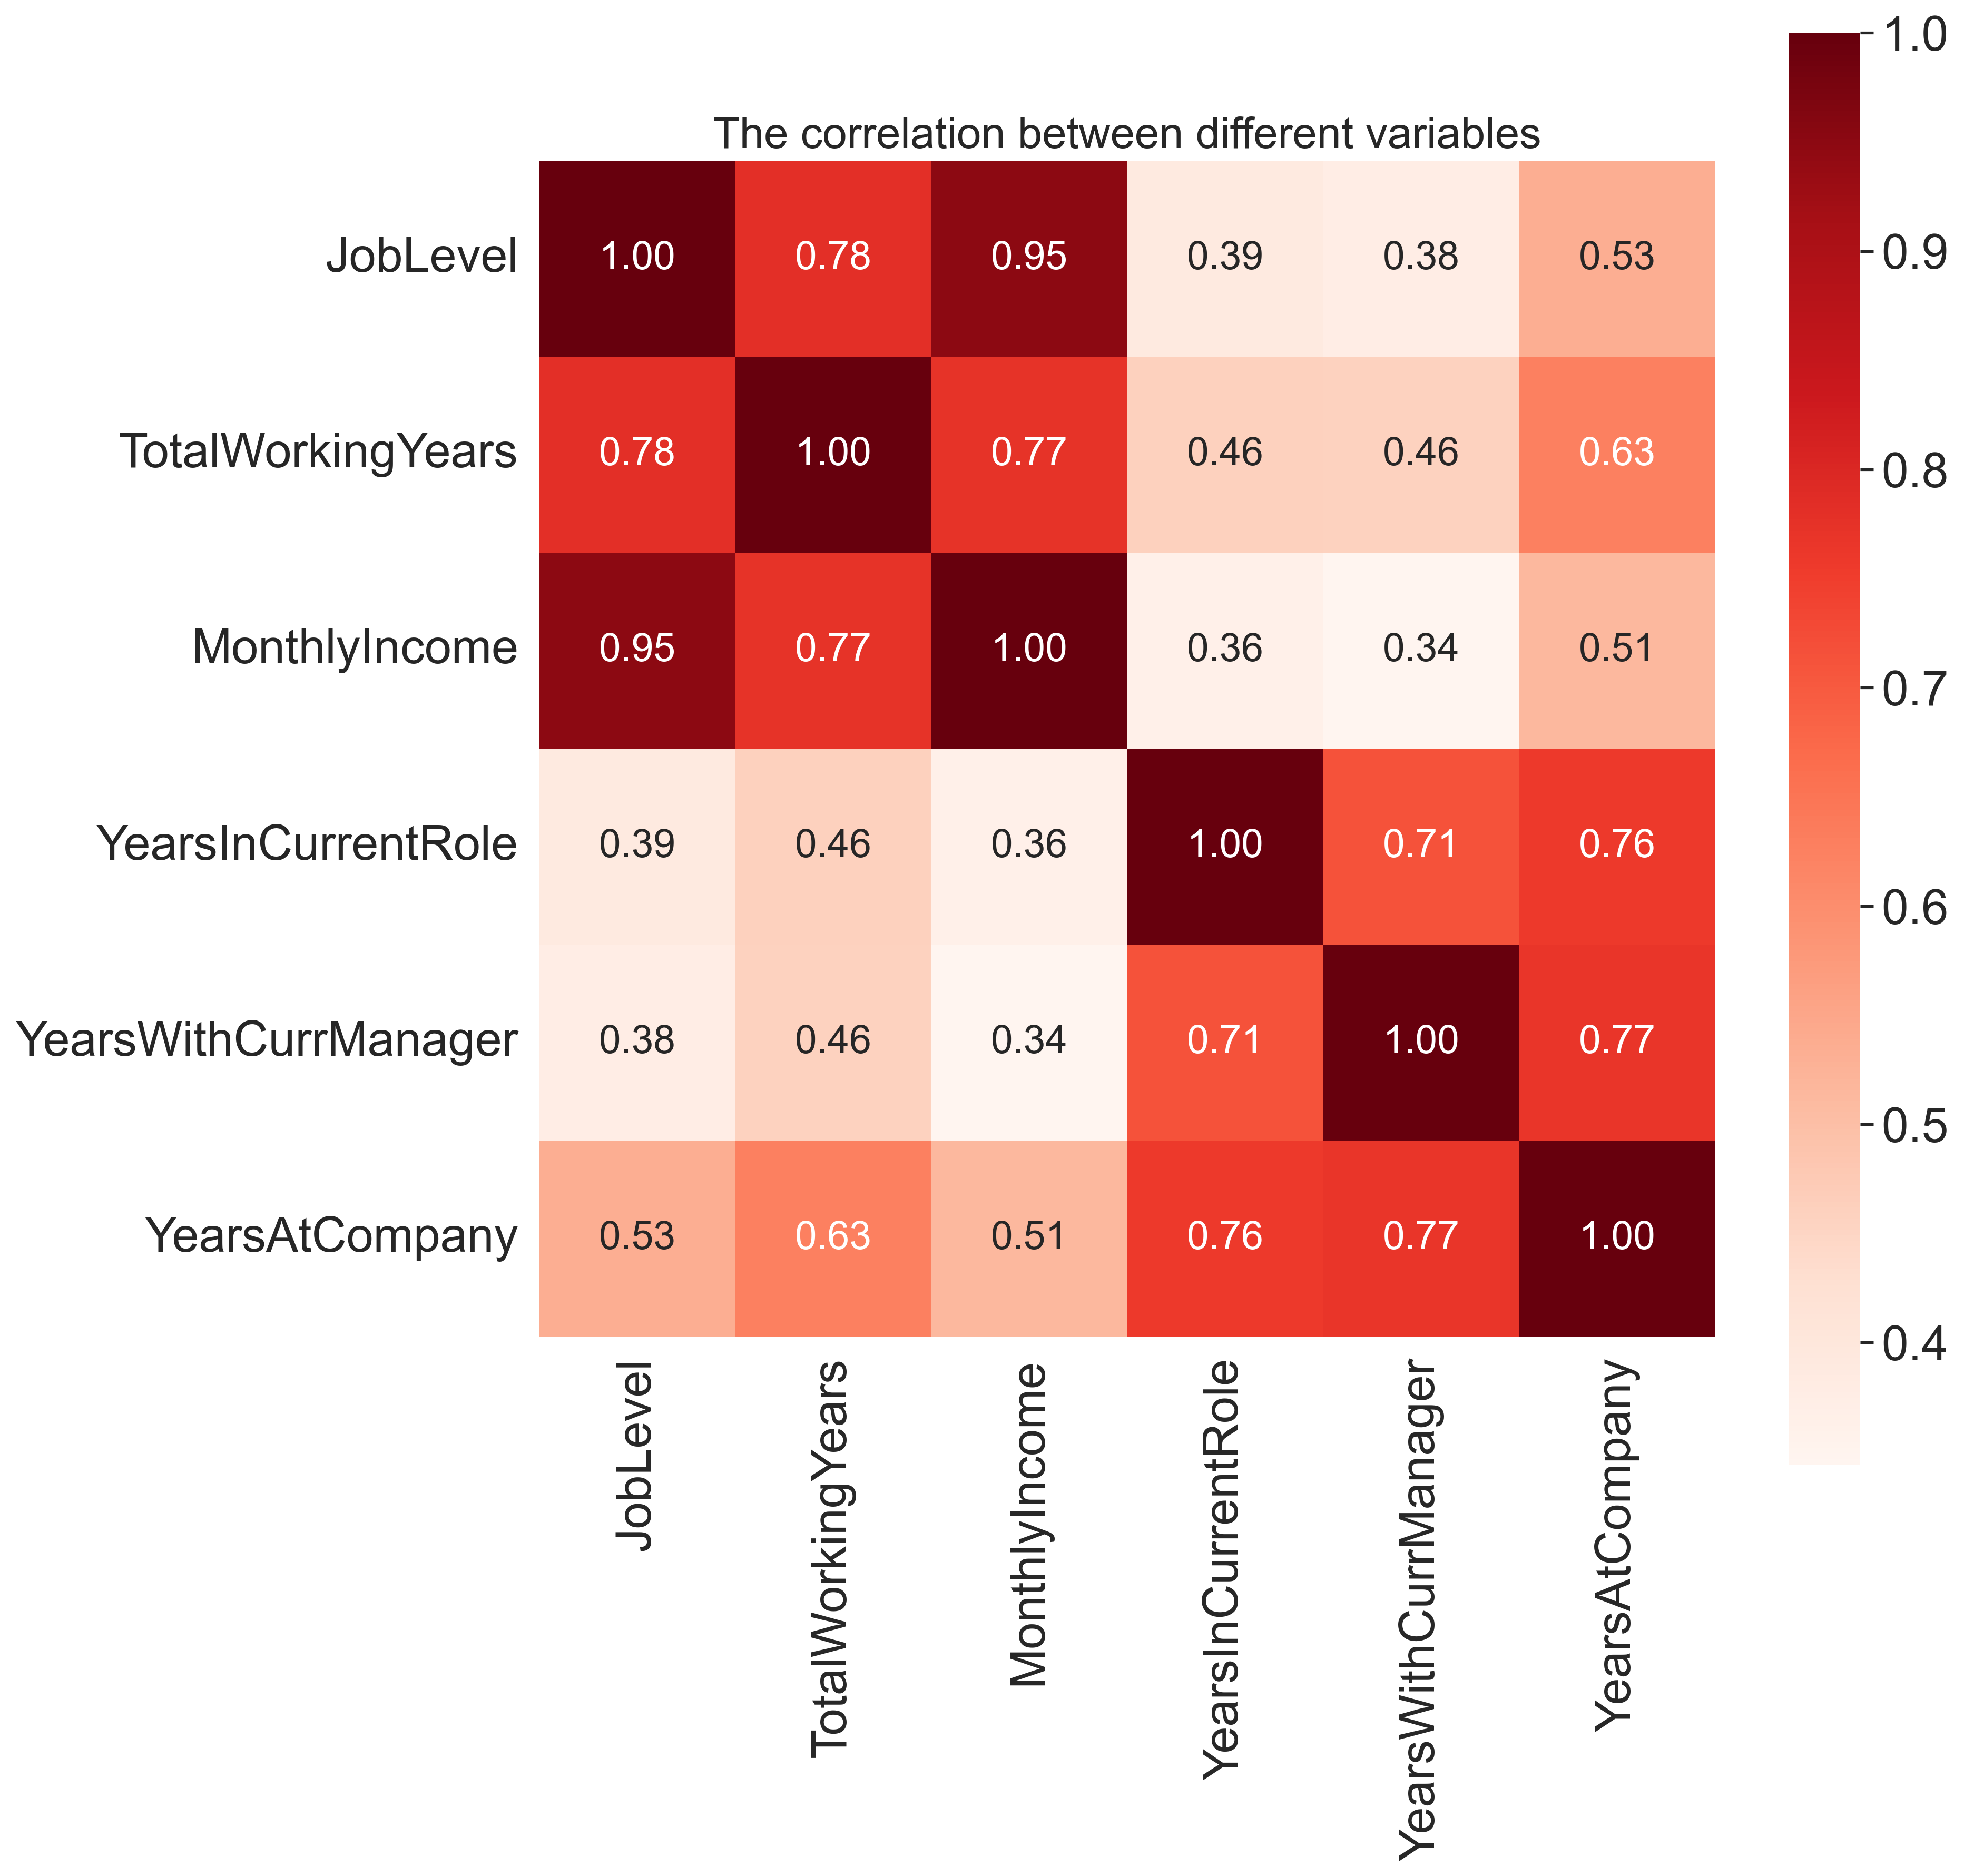 The correlation between different variables
JobLevel 1.00 0.78 0.95 0.39 0.38 0.53
TotalWorkingYears 0.78 1.00 0.77 0.46 0.46 0.63
MonthlyIncome 0.95 0.77 1.00 0.36 0.34 0.51
YearsInCurrentRole 0.39 0.46 0.36 1.00 0.71 0.76
YearsWithCurrManager 0.38 0.46 0.34 0.71 1.00 0.77
YearsAtCompany 0.53 0.63 0.51 0.76 0.77 1.00
JobLevel
TotalWorkingYears
MonthlyIncome
YearsInCurrentRole
YearsWithCurrManager
YearsAtCompany
1.0
0.9
0.8
0.7
0.6
0.5
0.4